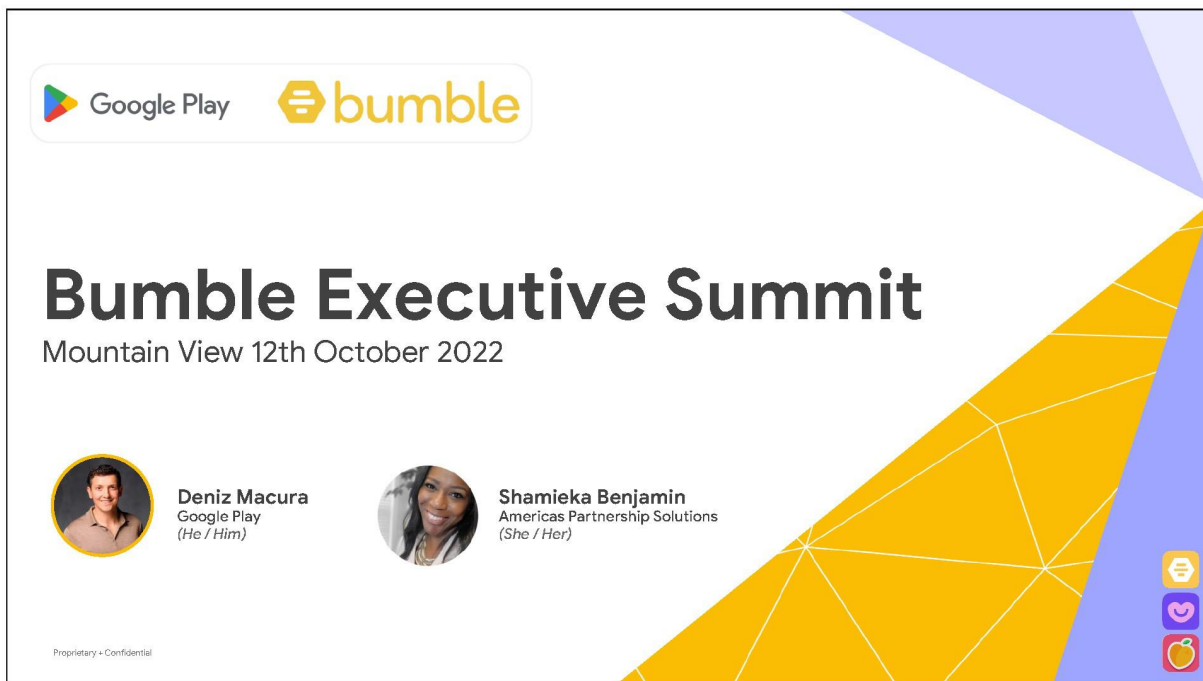 Google Play bumble
Bumble Executive Summit
Mountain View 12th October 2022
Deniz Macura
Google Play
(He / Him)
Shamieka Benjamin
Americas Partnership Solutions
(She / Her)
Proprietary + Confidential